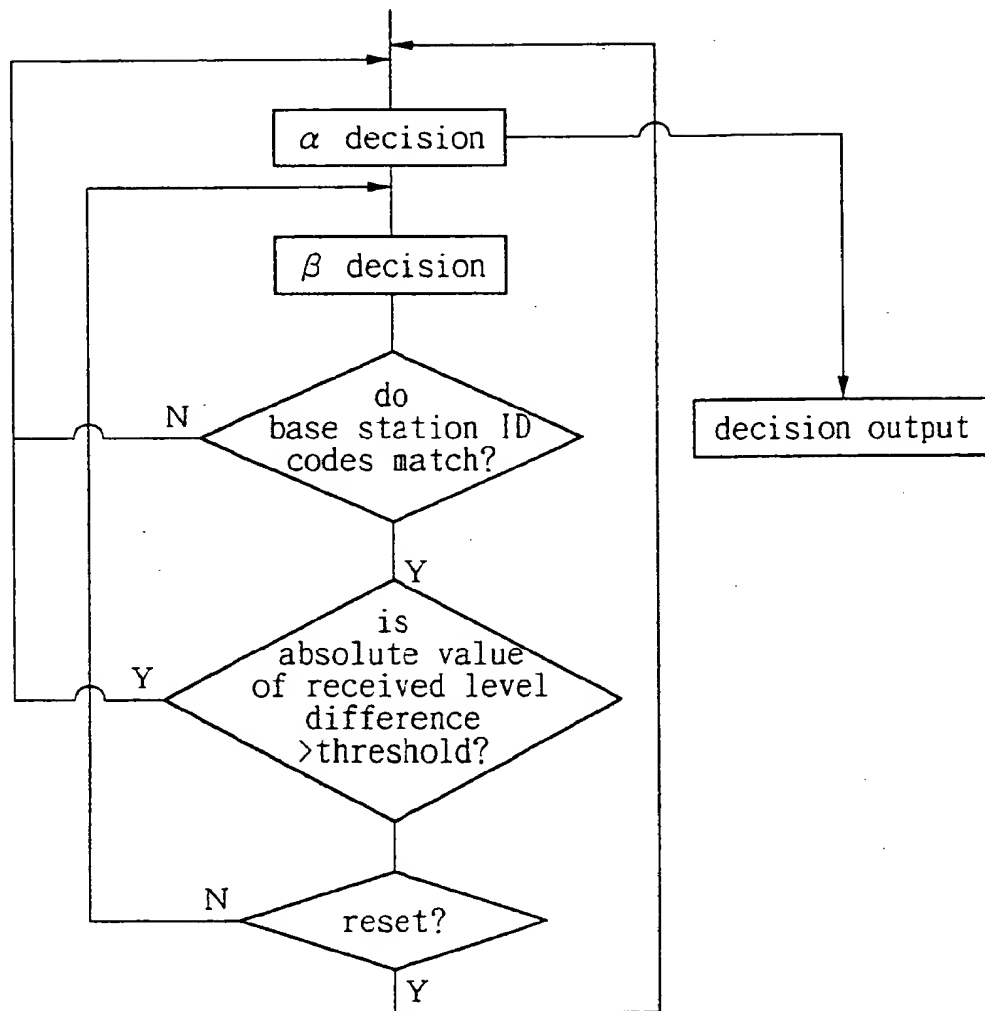 α decision
β decision
do
base station ID
codes match?
N
decision output
Y
is
absolute value
of received level
difference
>threshold?
Y
reset?
N
Y